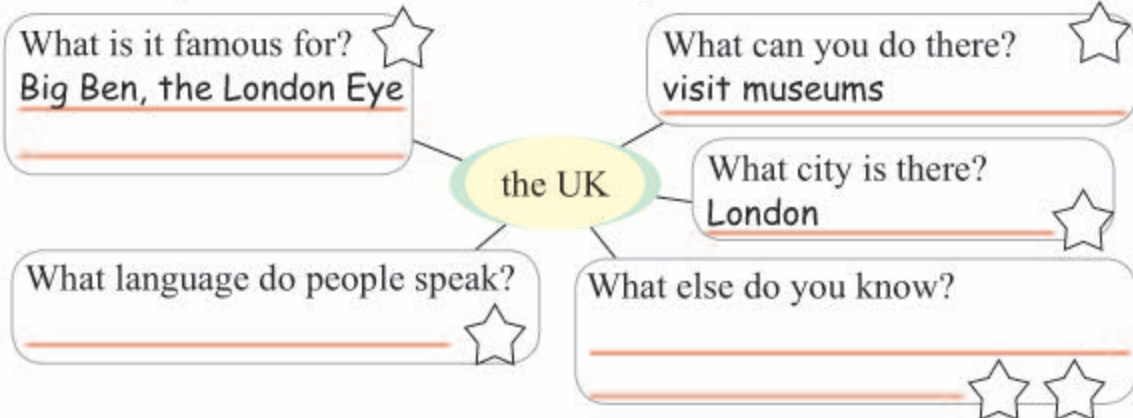 What is it famous for?
Big Ben, the London Eye
What can you do there?
visit museums
the UK
What city is there?
London
What language do people speak?
What else do you know?